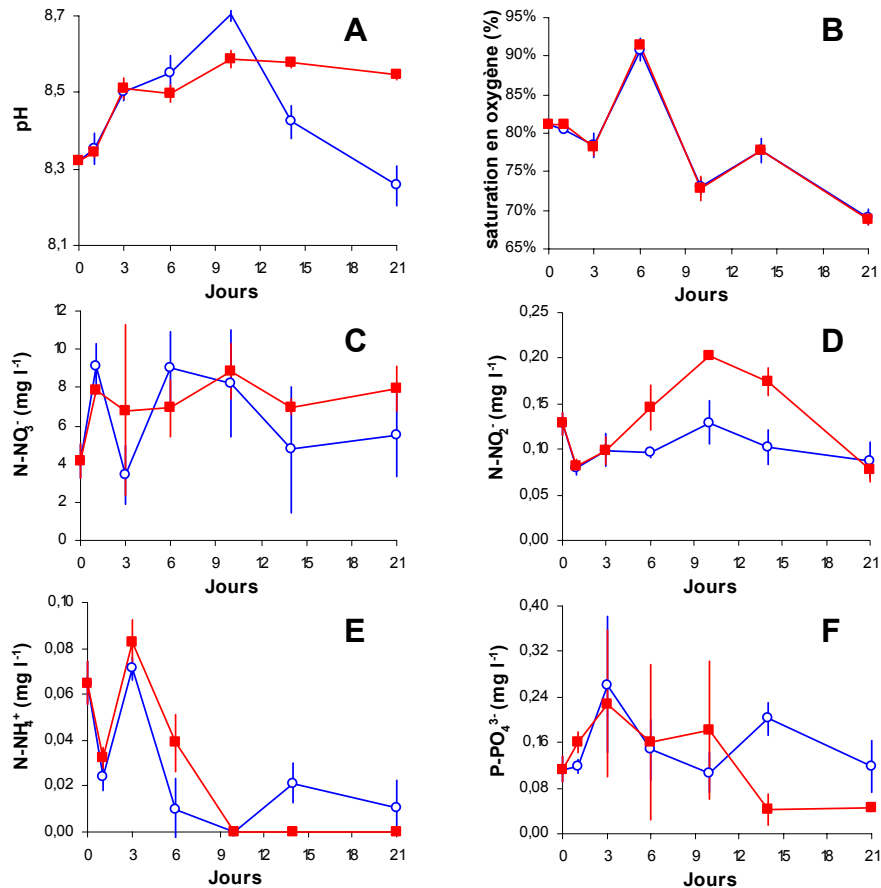 A
pH
8,7
8,5
8,3
8,1
0 3 6 9 12 15 18 21
Jours
B
saturation en oxygène (%)
95%
90%
85%
80%
75%
70%
65%
0 3 6 9 12 15 18 21
Jours
C
N-NO₃⁻ (mg l⁻¹)
12
10
8
6
4
2
0
0 3 6 9 12 15 18 21
Jours
D
N-NO₂⁻ (mg l⁻¹)
0,25
0,20
0,15
0,10
0,05
0,00
0 3 6 9 12 15 18 21
Jours
E
N-NH₄⁺ (mg l⁻¹)
0,10
0,08
0,06
0,04
0,02
0,00
0 3 6 9 12 15 18 21
Jours
F
P-PO₄³⁻ (mg l⁻¹)
0,40
0,32
0,24
0,16
0,08
0,00
0 3 6 9 12 15 18 21
Jours